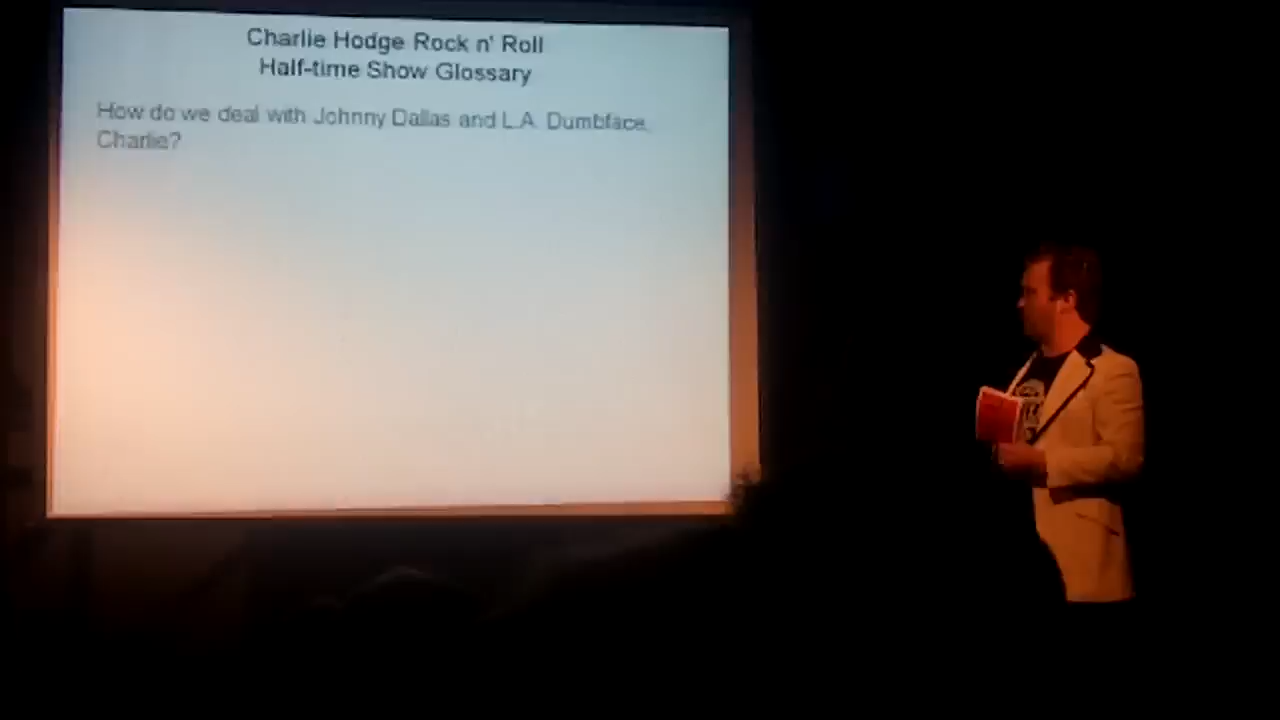 Charlie Hodge Rock n' Roll
Half-time Show Glossary
How do we deal with Johnny Dallas and L.A. Dumbface,
Charlie?